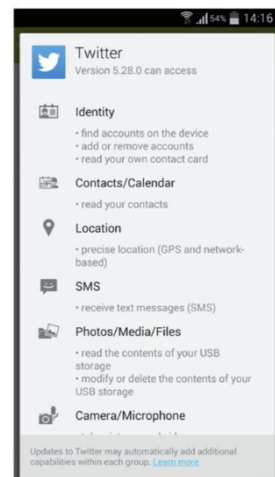 54% 14:16
Twitter
Version 5.28.0 can access
Identity
• find accounts on the device
• add or remove accounts
• read your own contact card
Contacts/Calendar
• read your contacts
Location
• precise location (GPS and network-
based)
SMS
• receive text messages (SMS)
Photos/Media/Files
• read the contents of your USB
storage
• modify or delete the contents of your
USB storage
Camera/Microphone
Updates to Twitter may automatically add additional
capabilities within each group. Learn more